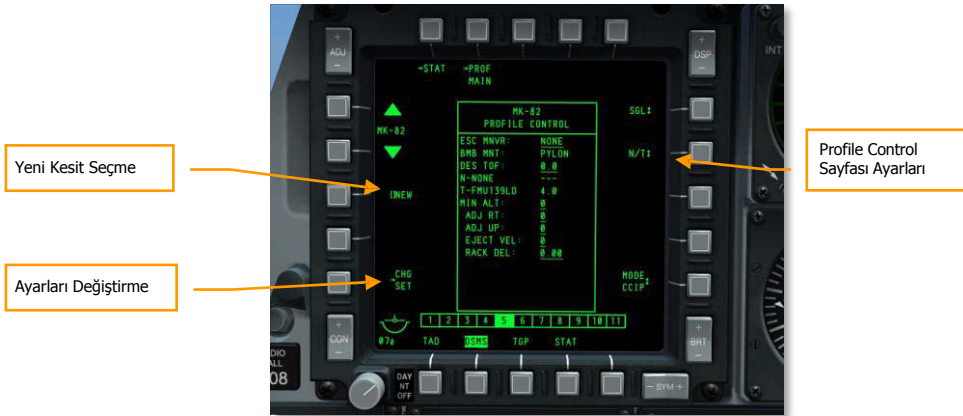 Yeni Kesit Seçme
Ayarları Değiştirme
Profile Control
Sayfası Ayarları
+
ADJ
-
+
DSP
-
INT
→STAT →PROF
MAIN
MK-82
PROFILE CONTROL
SGL↕
MK-82
ESC MNVR: NONE
BMB MNT: PYLON
N/T↕
DES TOF: 0.0
N-NONE ---
[]NEW
T-FMU139LD 4.0
MIN ALT: 0
ADJ RT: 0
ADJ UP: 0
EJECT VEL: 0
RACK DEL: 0.00
→CHG
SET
MODE↕
CCIP
1 2 3 4 5 6 7 8 9 10 11
TAD DSMS TGP STAT
+
CON
-
+
BRT
-
ALL
08
DAY
NT
OFF
- SYM +